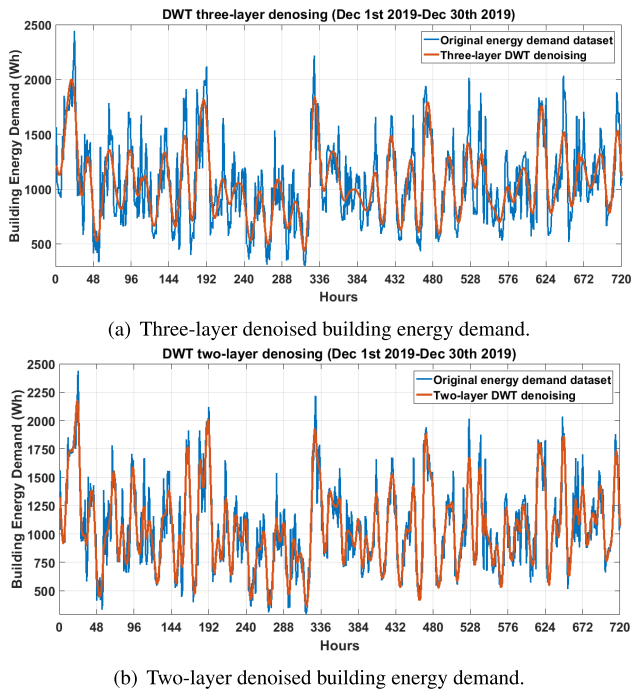 DWT three-layer denosing (Dec 1st 2019-Dec 30th 2019)
2500
Original energy demand dataset
Three-layer DWT denoising
2000
1500
1000
500
Building Energy Demand (Wh)
0 48 96 144 192 240 288 336 384 432 480 528 576 624 672 720
Hours
(a) Three-layer denoised building energy demand.
DWT two-layer denosing (Dec 1st 2019-Dec 30th 2019)
2500
Original energy demand dataset
Two-layer DWT denoising
2250
2000
1750
1500
1250
1000
750
500
Building Energy Demand (Wh)
0 48 96 144 192 240 288 336 384 432 480 528 576 624 672 720
Hours
(b) Two-layer denoised building energy demand.